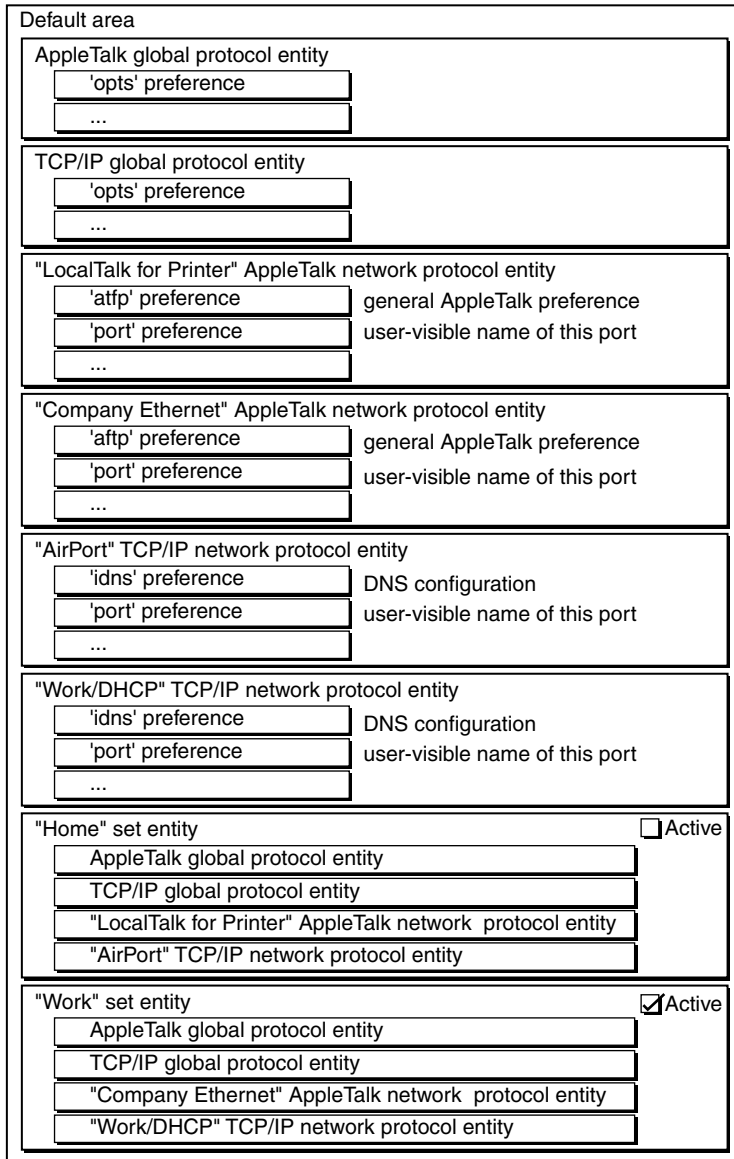 Default area
AppleTalk global protocol entity
'opts' preference
...
TCP/IP global protocol entity
'opts' preference
...
"LocalTalk for Printer" AppleTalk network protocol entity
'atfp' preference general AppleTalk preference
'port' preference user-visible name of this port
...
"Company Ethernet" AppleTalk network protocol entity
'aftp' preference general AppleTalk preference
'port' preference user-visible name of this port
...
"AirPort" TCP/IP network protocol entity
'idns' preference DNS configuration
'port' preference user-visible name of this port
...
"Work/DHCP" TCP/IP network protocol entity
'idns' preference DNS configuration
'port' preference user-visible name of this port
...
"Home" set entity Active
AppleTalk global protocol entity
TCP/IP global protocol entity
"LocalTalk for Printer" AppleTalk network protocol entity
"AirPort" TCP/IP network protocol entity
"Work" set entity Active
AppleTalk global protocol entity
TCP/IP global protocol entity
"Company Ethernet" AppleTalk network protocol entity
"Work/DHCP" TCP/IP network protocol entity